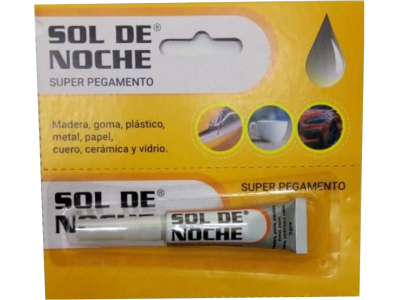 SOL DE®
NOCHE
SUPER PEGAMENTO
Madera, goma, plástico,
metal, papel,
cuero, cerámica y vidrio.
SUPER PEGAMENTO
SOL DE®
NOCHE
SOL DE®
NOCHE